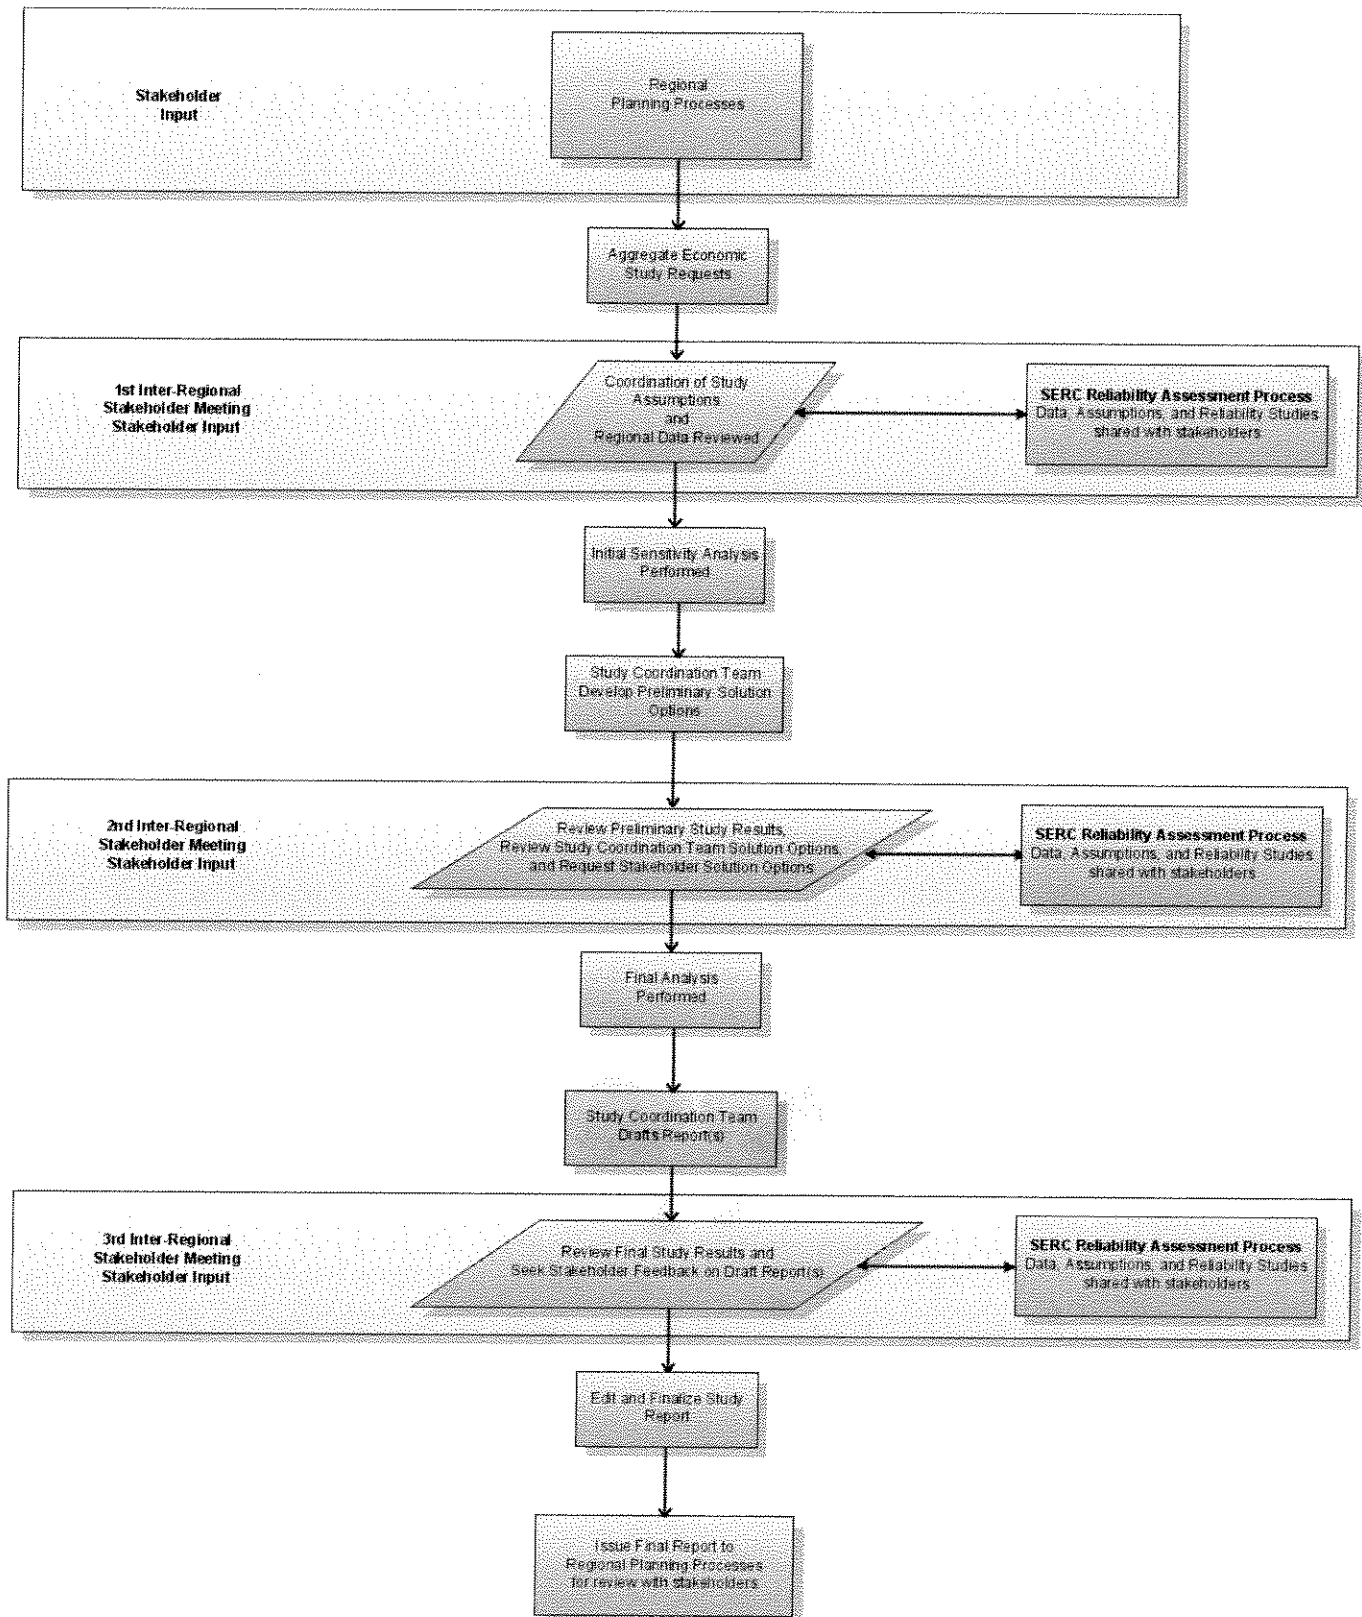 Stakeholder
Input
Regional
Planning Processes
Aggregate Economic
Study Requests
1st Inter-Regional
Stakeholder Meeting
Stakeholder Input
Coordination of Study
Assumptions
and
Regional Data Reviewed
SERC Reliability Assessment Process
Data, Assumptions, and Reliability Studies
shared with stakeholders
Initial Sensitivity Analysis
Performed
Study Coordination Team
Develop Preliminary Solution
Options
2nd Inter-Regional
Stakeholder Meeting
Stakeholder Input
Review Preliminary Study Results,
Review Study Coordination Team Solution Options
and Request Stakeholder Solution Options
SERC Reliability Assessment Process
Data, Assumptions, and Reliability Studies
shared with stakeholders
Final Analysis
Performed
Study Coordination Team
Drafts Report(s)
3rd Inter-Regional
Stakeholder Meeting
Stakeholder Input
Review Final Study Results and
Seek Stakeholder Feedback on Draft Report(s)
SERC Reliability Assessment Process
Data, Assumptions, and Reliability Studies
shared with stakeholders
Edit and Finalize Study
Report
Issue Final Report to
Regional Planning Processes
for review with stakeholders